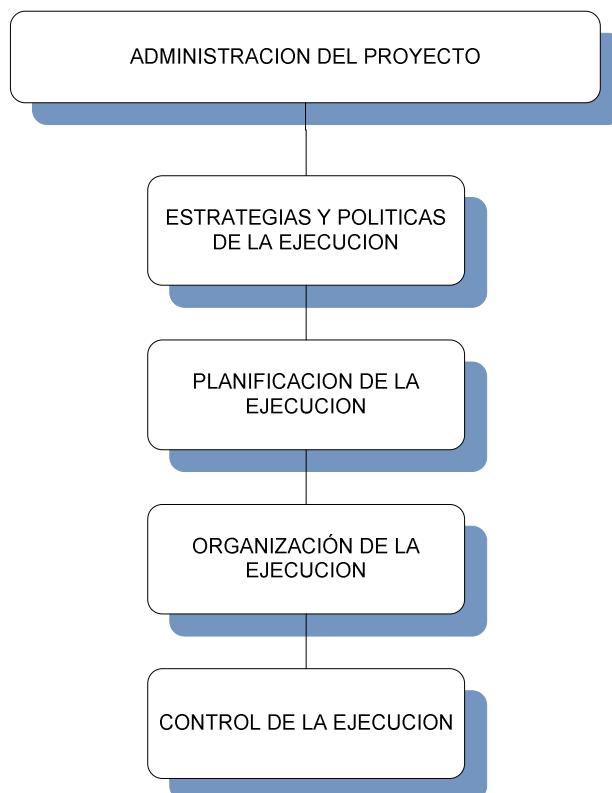 ADMINISTRACION DEL PROYECTO
ESTRATEGIAS Y POLITICAS
DE LA EJECUCION
PLANIFICACION DE LA
EJECUCION
ORGANIZACIÓN DE LA
EJECUCION
CONTROL DE LA EJECUCION